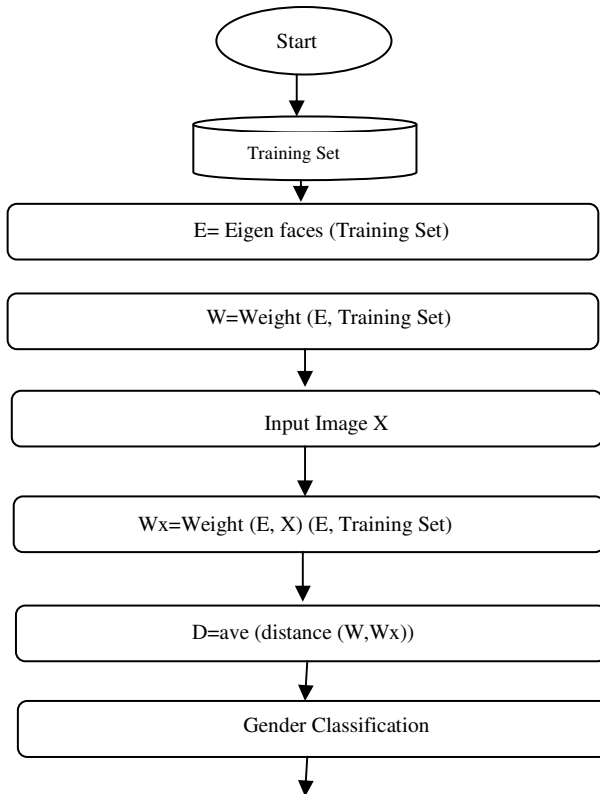 Start
Training Set
E= Eigen faces (Training Set)
W=Weight (E, Training Set)
Input Image X
Wx=Weight (E, X) (E, Training Set)
D=ave (distance (W,Wx))
Gender Classification